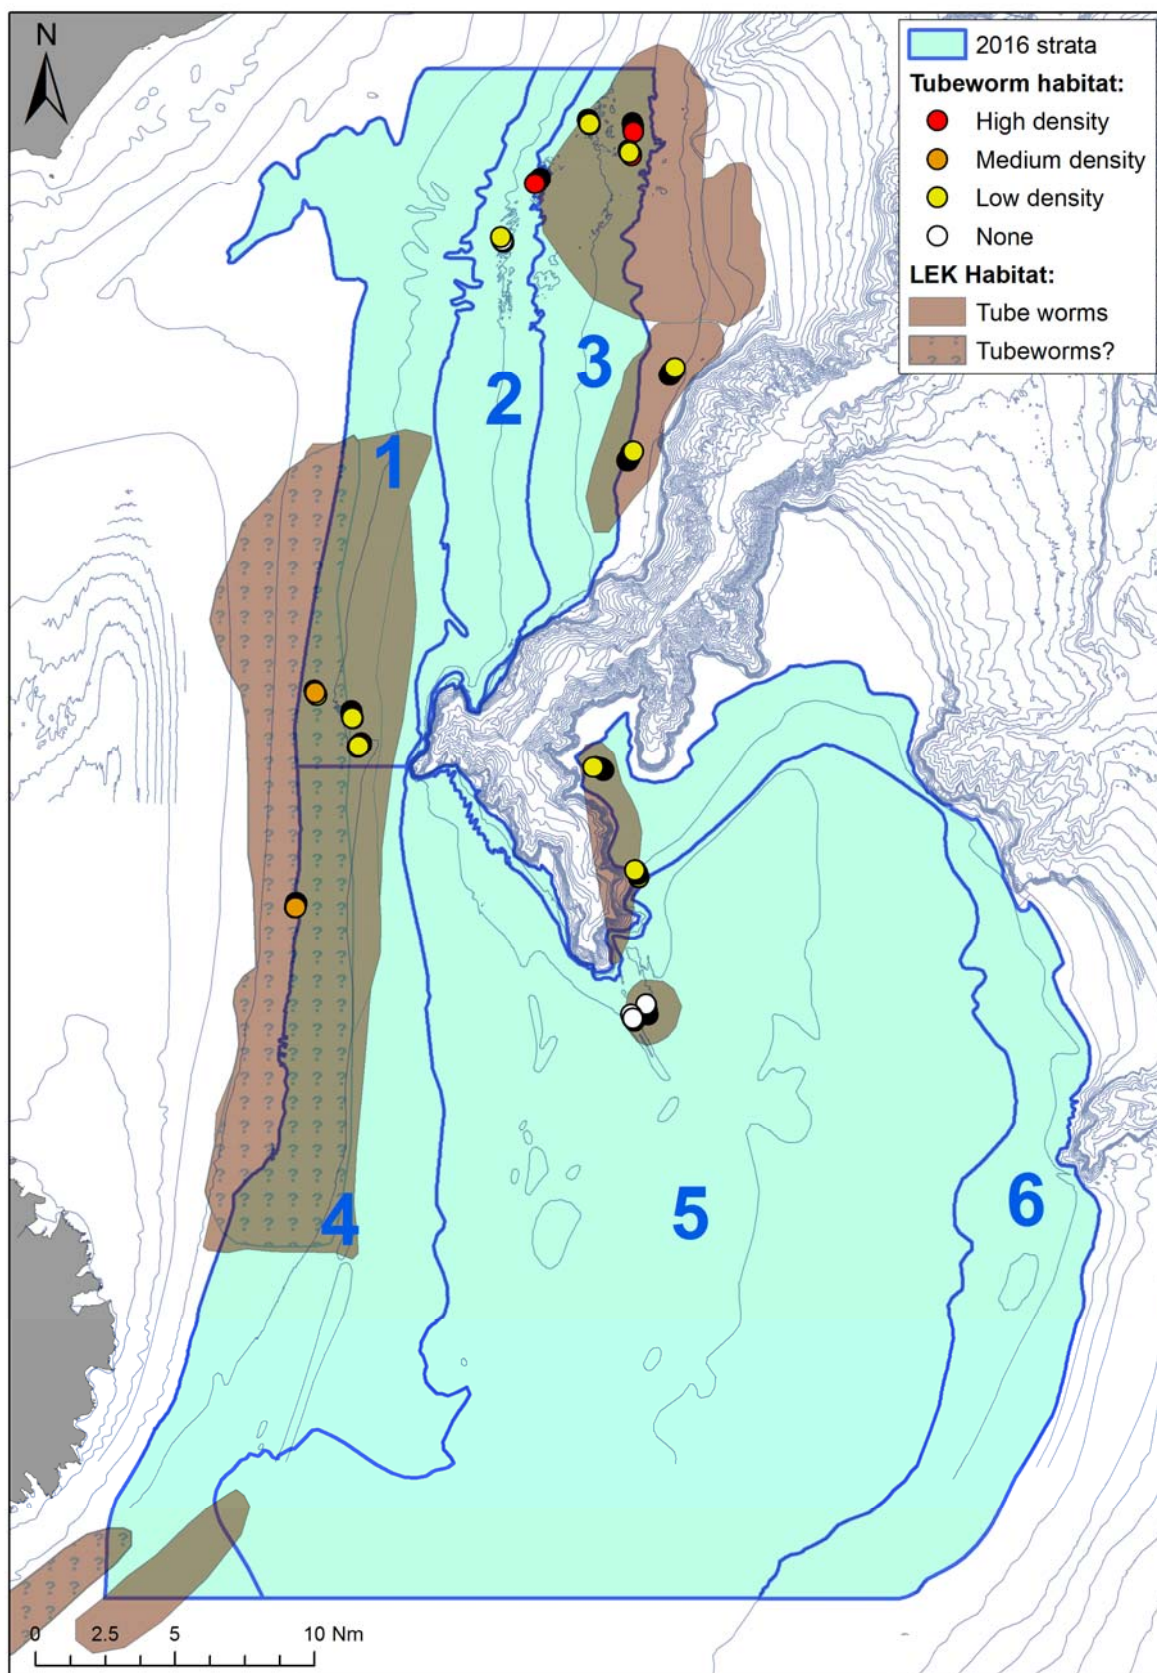 N
2016 strata
Tubeworm habitat:
High density
Medium density
Low density
None
LEK Habitat:
Tube worms
? ? Tubeworms?
3
2
1
4
5
6
0 2.5 5 10 Nm